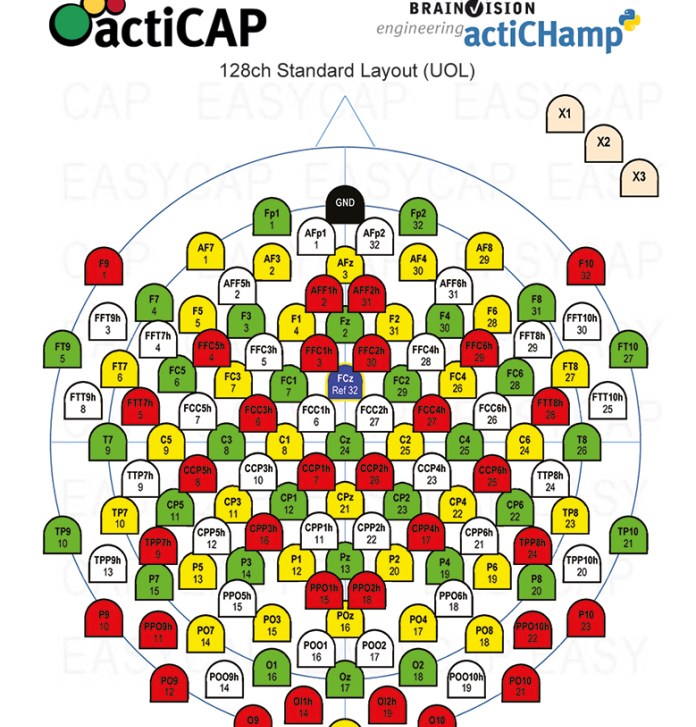 actiCAP
BRAINVISION
engineering actiCHamp
128ch Standard Layout (UOL)
CAP EASYCAP EASYCAP
X1
X2
X3
GND
Fp1 1
Fp2 32
AFp1 1
AFp2 32
AF7 1
AF3 2
AFz 3
AF4 30
AF8 29
F9 1
F10 32
AFF5h 2
AFF1h 2
AFF2h 31
AFF6h 31
F7 4
F8 31
FFT9h 3
F5 5
F3 3
F1 4
Fz 2
F2 31
F4 30
F6 28
FFT10h 30
FFT7h 4
FFC5h 4
FFC3h 5
FFC1h 3
FFC2h 30
FFC4h 28
FFC6h 29
FFT8h 29
FT9 5
FT10 27
FT7 6
FC5 6
FC3 7
FC1 7
FCz Ref 32
FC2 29
FC4 26
FC6 28
FT8 27
FTT9h 8
FTT7h 5
FCC5h 7
FCC3h 6
FCC1h 6
FCC2h 27
FCC4h 27
FCC6h 26
FTT8h 28
FTT10h 25
T7 9
C5 9
C3 8
C1 8
Cz 24
C2 25
C4 25
C6 24
T8 26
TTP7h 9
CCP5h 8
CCP3h 10
CCP1h 7
CCP2h 26
CCP4h 23
CCP6h 25
TTP8h 24
TP7 10
CP5 11
CP3 11
CP1 12
CPz 21
CP2 23
CP4 22
CP6 22
TP8 23
TP9 10
TP10 21
TPP7h 9
CPP5h 12
CPP3h 16
CPP1h 11
CPP2h 22
CPP4h 17
CPP6h 21
TPP8h 24
TPP9h 13
P7 15
P5 13
P3 14
P1 12
Pz 13
P2 20
P4 19
P6 19
P8 20
TPP10h 20
PPO5h 15
PPO1h 15
PPO2h 18
PPO6h 18
P9 10
PPO9h 11
PO7 14
PO3 15
POz 16
PO4 17
PO8 18
PPO10h 22
P10 23
POO1 16
POO2 17
PO9 12
POO9h 14
O1 16
Oz 17
O2 18
POO10h 19
PO10 21
OI1h 14
OI2h 19
O9
O10